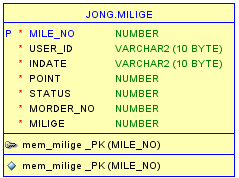 JONG.MILIGE
P * MILE_NO NUMBER
* USER_ID VARCHAR2 (10 BYTE)
* INDATE VARCHAR2 (10 BYTE)
* POINT NUMBER
* STATUS NUMBER
* MORDER_NO NUMBER
* MILIGE NUMBER
mem_milige _PK (MILE_NO)
mem_milige _PK (MILE_NO)